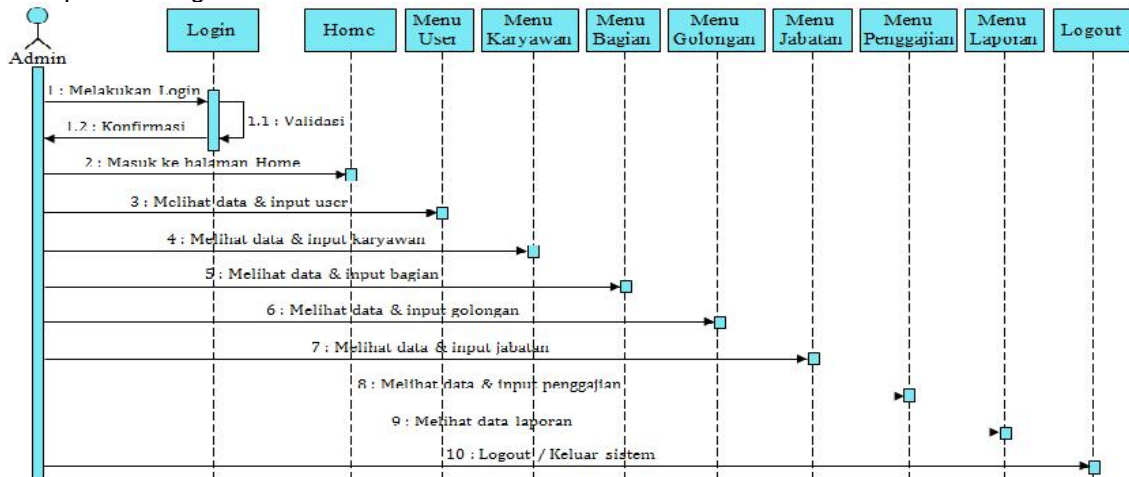 Login
Home
Menu
User
Menu
Karyawan
Menu
Bagian
Menu
Golongan
Menu
Jabatan
Menu
Penggajian
Menu
Laporan
Logout
Admin
1 : Melakukan Login
1.1 : Validasi
1.2 : Konfirmasi
2 : Masuk ke halaman Home
3 : Melihat data & input user
4 : Melihat data & input karyawan
5 : Melihat data & input bagian
6 : Melihat data & input golongan
7 : Melihat data & input jabatan
8 : Melihat data & input penggajian
9 : Melihat data laporan
10 : Logout / Keluar sistem